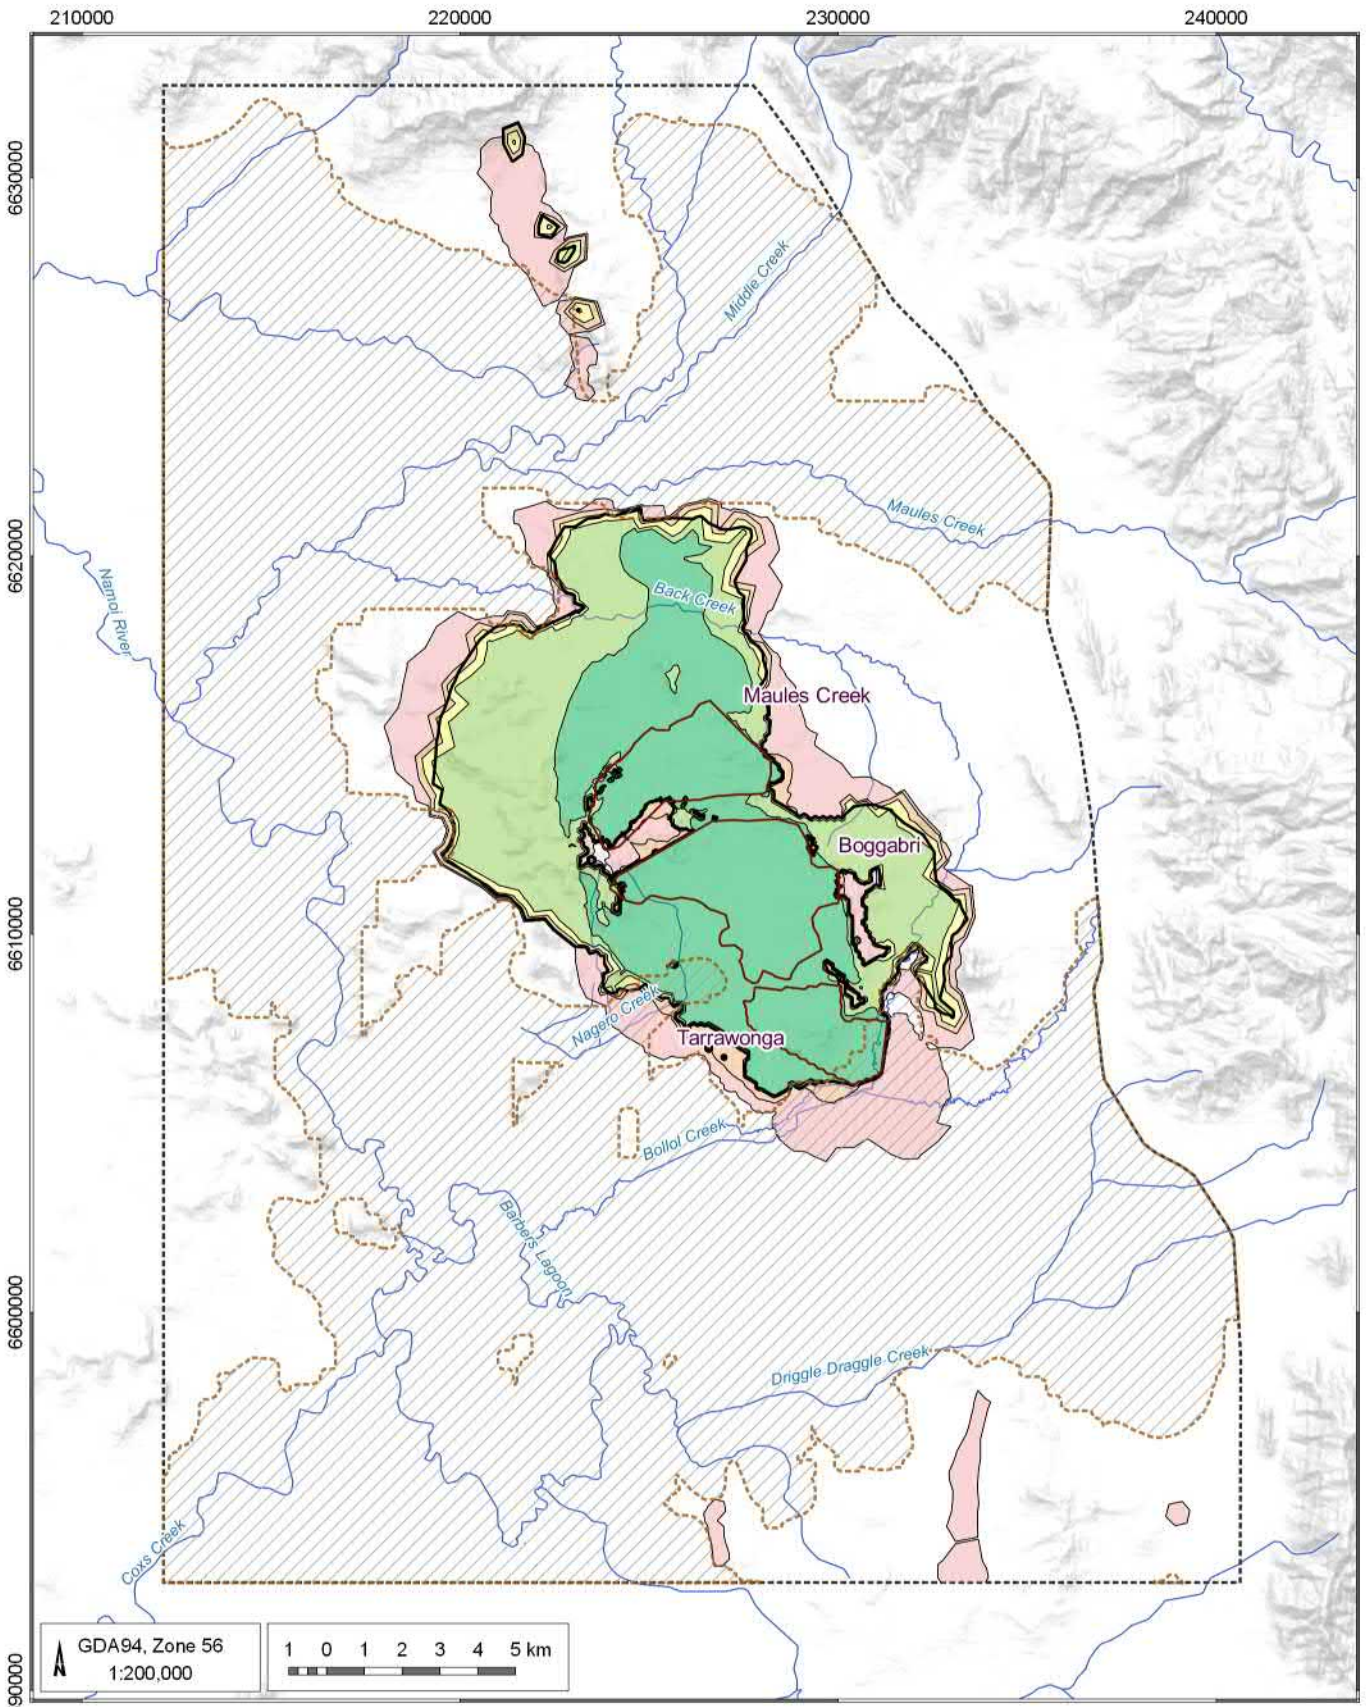 210000
220000
230000
240000
6630000
Middle Creek
Maules Creek
6620000
Namoi River
Back Creek
Maules Creek
Boggabri
6610000
Nagero Creek
Tarrawonga
Bollol Creek
Barbers Lagoon
6600000
Driggle Draggle Creek
Coxs Creek
N
GDA94, Zone 56
1:200,000
1 0 1 2 3 4 5 km
90000